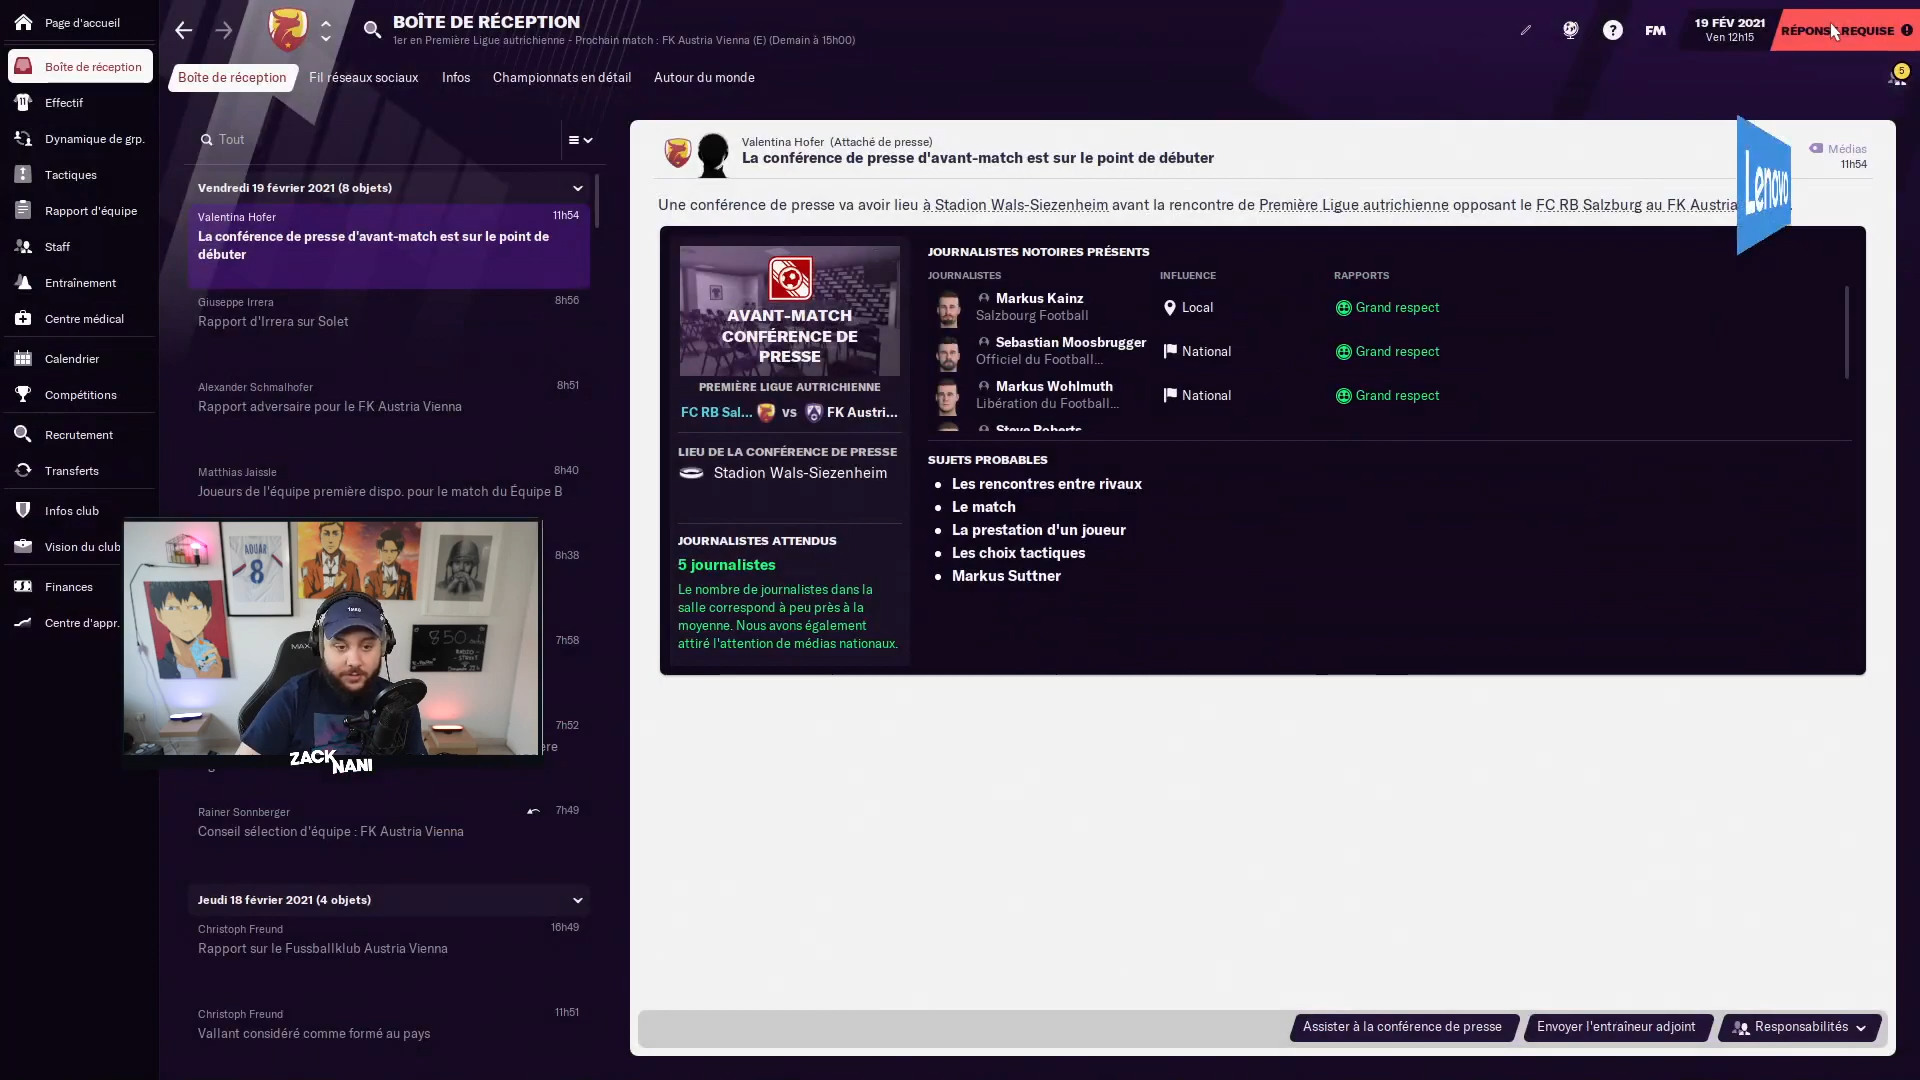 Page d'accueil
Boîte de réception
Effectif
Dynamique de grp.
Tactiques
Rapport d'équipe
Staff
Entraînement
Centre médical
Calendrier
Compétitions
Recrutement
Transferts
Infos club
Vision du club
Finances
Centre d'appr.
BOÎTE DE RÉCEPTION
1er en Première Ligue autrichienne - Prochain match : FK Austria Vienna (E) (Demain à 15h00)
FM
19 FÉV 2021
Ven 12h15
5
Boîte de réception
Fil réseaux sociaux
Infos
Championnats en détail
Autour du monde
Tout
Vendredi 19 février 2021 (8 objets)
Valentina Hofer 11h54
La conférence de presse d'avant-match est sur le point de
débuter
Giuseppe Irrera 8h56
Rapport d'Irrera sur Solet
Alexander Schmalhofer 8h51
Rapport adversaire pour le FK Austria Vienna
Matthias Jaissle 8h40
Joueurs de l'équipe première dispo. pour le match du Équipe B
8h38
7h58
7h52
Rainer Sonnberger 7h49
Conseil sélection d'équipe : FK Austria Vienna
Jeudi 18 février 2021 (4 objets)
Christoph Freund 16h49
Rapport sur le Fussballklub Austria Vienna
Christoph Freund 11h51
Vallant considéré comme formé au pays
AOUAR
8
850
RADIO
STREET
MAX
ZACK
NANI
Valentina Hofer (Attaché de presse)
La conférence de presse d'avant-match est sur le point de débuter
Médias
11h54
Lenovo
Une conférence de presse va avoir lieu à Stadion Wals-Siezenheim avant la rencontre de Première Ligue autrichienne opposant le FC RB Salzburg au FK Austria
AVANT-MATCH
CONFÉRENCE DE
PRESSE
PREMIÈRE LIGUE AUTRICHIENNE
FC RB Sal... vs FK Austri...
LIEU DE LA CONFÉRENCE DE PRESSE
Stadion Wals-Siezenheim
JOURNALISTES ATTENDUS
5 journalistes
Le nombre de journalistes dans la
salle correspond à peu près à la
moyenne. Nous avons également
attiré l'attention de médias nationaux.
JOURNALISTES NOTOIRES PRÉSENTS
JOURNALISTES INFLUENCE RAPPORTS
Markus Kainz
Salzbourg Football
Local
Grand respect
Sebastian Moosbrugger
Officiel du Football...
National
Grand respect
Markus Wohlmuth
Libération du Football...
National
Grand respect
Steve Roberts
SUJETS PROBABLES
Les rencontres entre rivaux
Le match
La prestation d'un joueur
Les choix tactiques
Markus Suttner
Assister à la conférence de presse
Envoyer l'entraîneur adjoint
Responsabilités